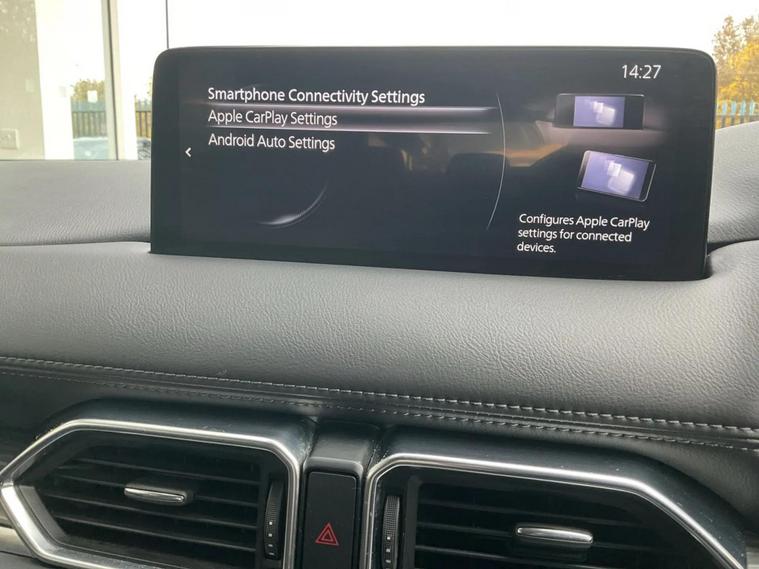 14:27
Smartphone Connectivity Settings
Apple CarPlay Settings
Android Auto Settings
Configures Apple CarPlay
settings for connected
devices.